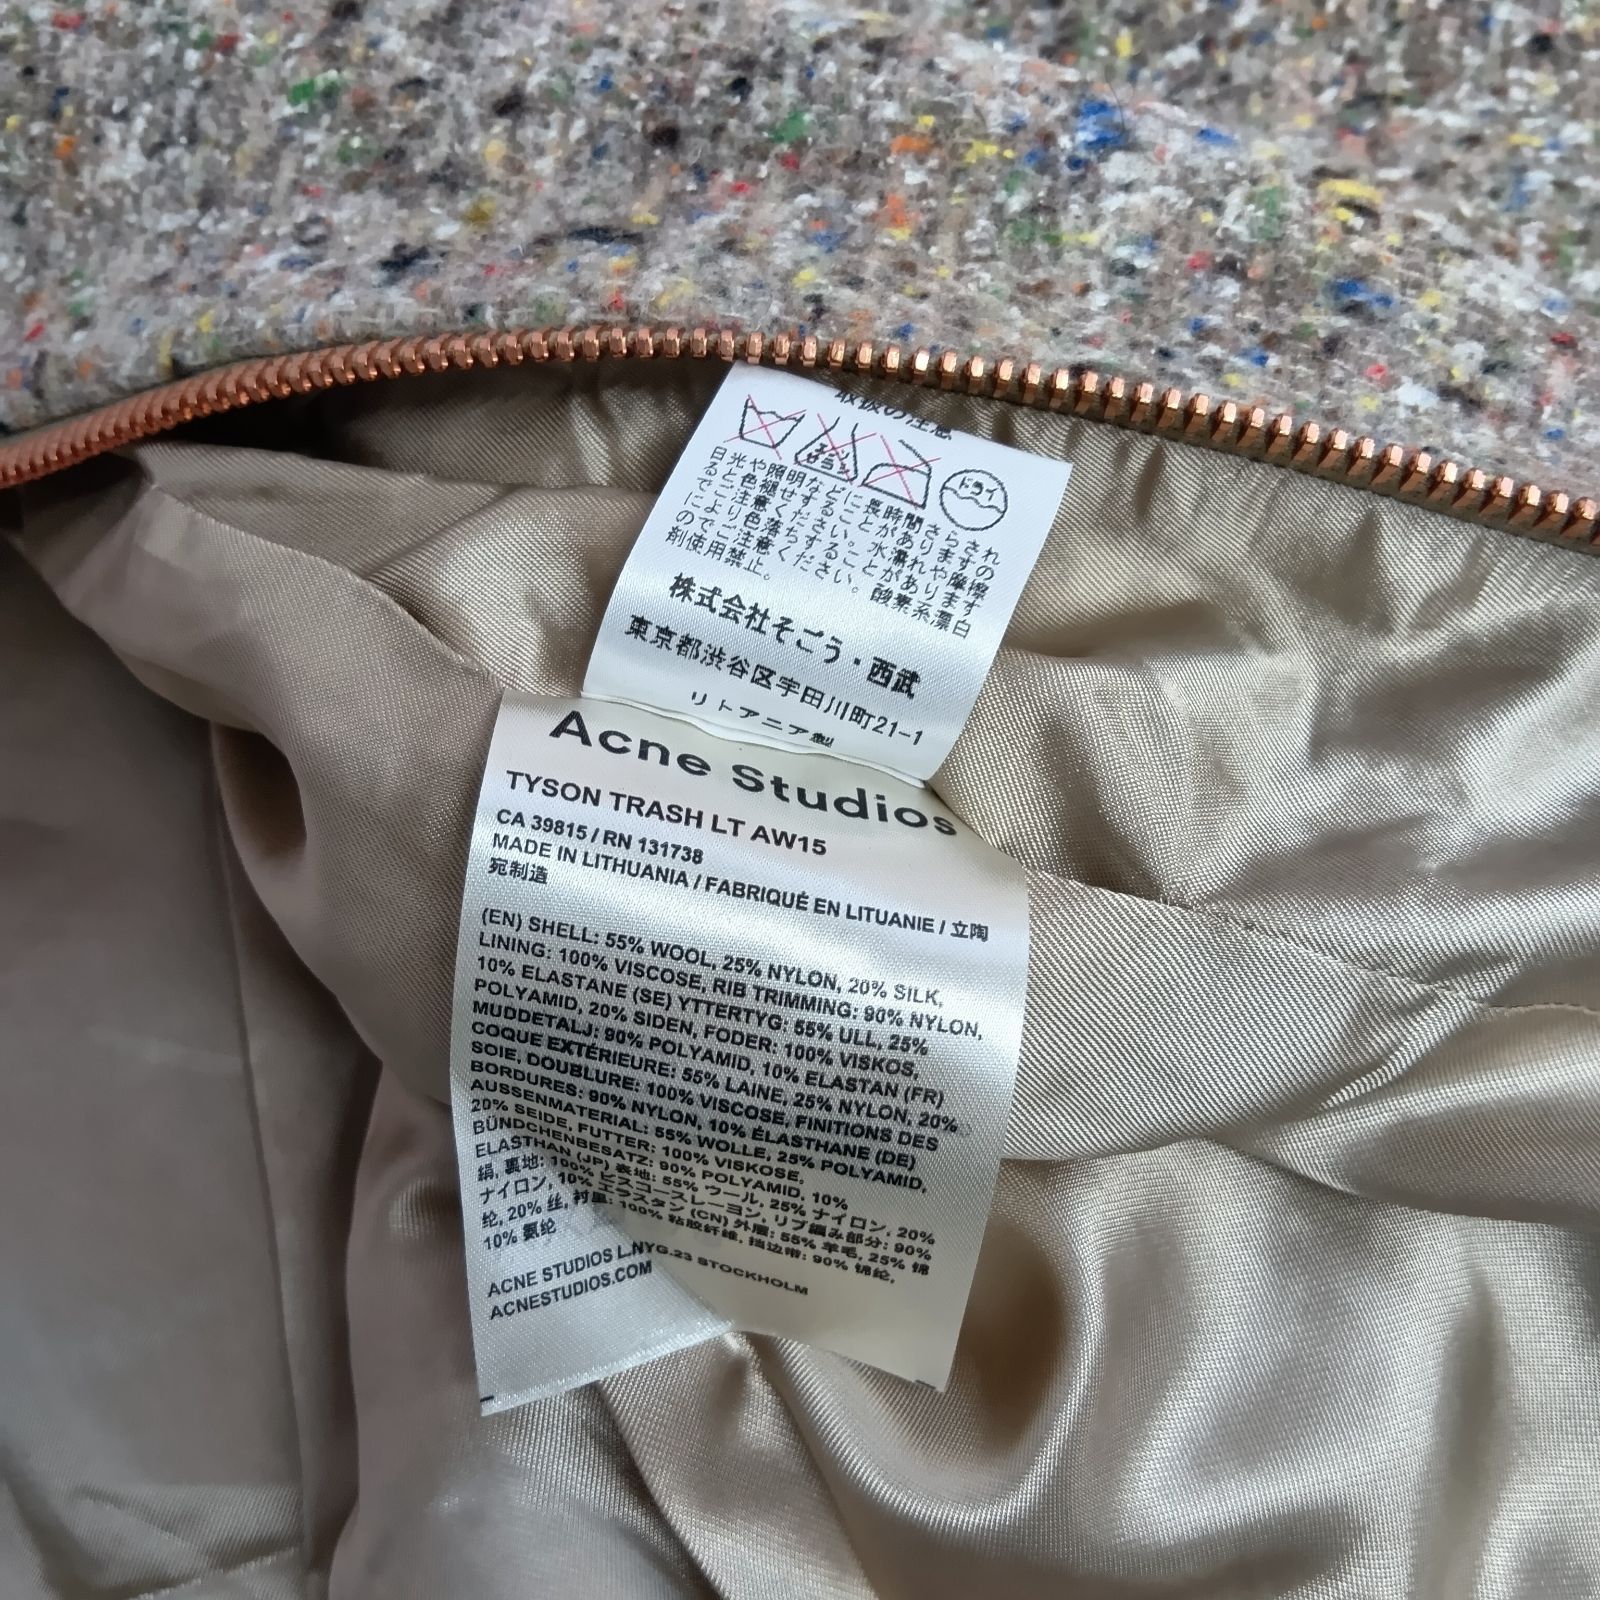 取扱の注意
エンソ
サラシ
ドライ
日光や照明などに長時間さらされ
ると色褪せすることがありますの
でご注意ください。水濡れや摩擦
により色落ちすることがあります
のでご注意ください。酸素系漂白
剤使用禁止。
株式会社そごう・西武
東京都渋谷区宇田川町21-1
リトアニア製
Acne Studios
TYSON TRASH LT AW15
CA 39815 / RN 131738
MADE IN LITHUANIA / FABRIQUÉ EN LITUANIE / 立陶
宛制造
(EN) SHELL: 55% WOOL, 25% NYLON, 20% SILK,
LINING: 100% VISCOSE, RIB TRIMMING: 90% NYLON,
10% ELASTANE (SE) YTTERTYG: 55% ULL, 25%
POLYAMID, 20% SIDEN, FODER: 100% VISKOS,
MUDDETALJ: 90% POLYAMID, 10% ELASTAN (FR)
COQUE EXTÉRIEURE: 55% LAINE, 25% NYLON, 20%
SOIE, DOUBLURE: 100% VISCOSE, FINITIONS DES
BORDURES: 90% NYLON, 10% ÉLASTHANE (DE)
AUSSENMATERIAL: 55% WOLLE, 25% POLYAMID,
20% SEIDE, FUTTER: 100% VISKOSE,
BÜNDCHENBESATZ: 90% POLYAMID, 10%
ELASTHAN (JP) 表地: 55% ウール, 25% ナイロン, 20%
絹, 裏地: 100% ビスコースレーヨン, リブ編み部分: 90%
ナイロン, 10% エラスタン (CN) 外层: 55% 羊毛, 25% 锦
纶, 20% 丝, 衬里: 100% 粘胶纤维, 挡边带: 90% 锦纶,
10% 氨纶
ACNE STUDIOS L.NYG.23 STOCKHOLM
ACNESTUDIOS.COM